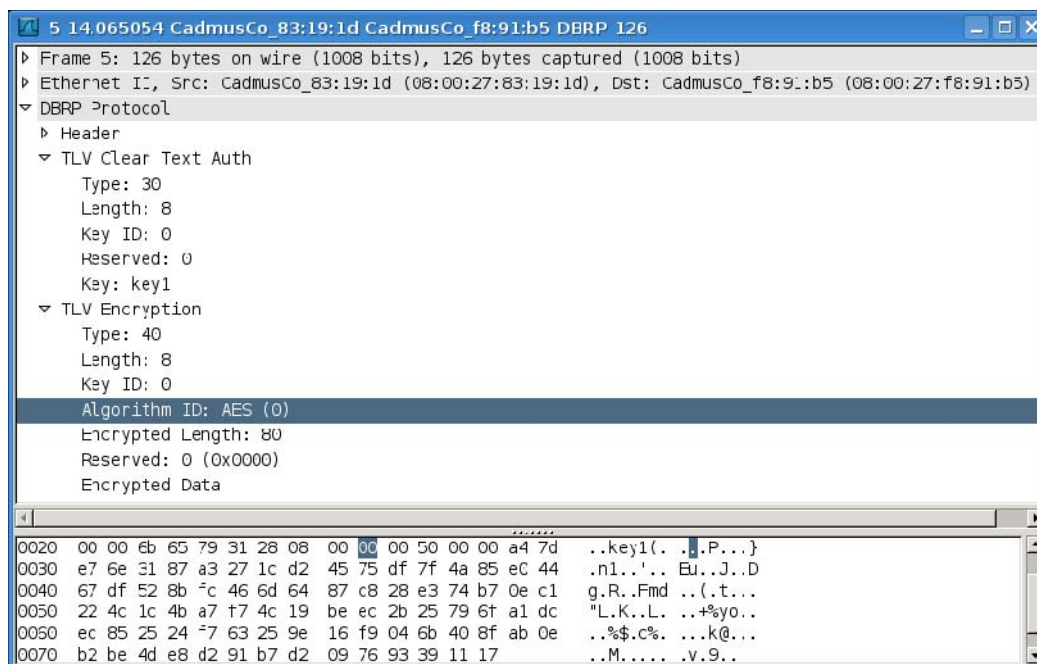 5 14.065054 CadmusCo_83:19:1d CadmusCo_f8:91:b5 DBRP 126
Frame 5: 126 bytes on wire (1008 bits), 126 bytes captured (1008 bits)
Ethernet II, Src: CadmusCo_83:19:1d (08:00:27:83:19:1d), Dst: CadmusCo_f8:91:b5 (08:00:27:f8:91:b5)
DBRP Protocol
Header
TLV Clear Text Auth
Type: 30
Length: 8
Key ID: 0
Reserved: 0
Key: key1
TLV Encryption
Type: 40
Length: 8
Key ID: 0
Algorithm ID: AES (0)
Encrypted Length: 80
Reserved: 0 (0x0000)
Encrypted Data
0020 00 00 6b 65 79 31 28 08 00 00 00 50 00 00 a4 7d ..key1(. ...P...}
0030 e7 6e 31 87 a3 27 1c d2 45 75 df 7f 4a 85 e0 44 .n1..'.. Eu..J..D
0040 67 df 52 8b fc 46 6d 64 87 c8 28 e3 74 b7 0e c1 g.R..Fmd ..(.t...
0050 22 4c 1c 4b a7 f7 4c 19 be ec 2b 25 79 6f a1 dc "L.K..L. ..+%yo..
0060 ec 85 25 24 f7 63 25 9e 16 f9 04 6b 40 8f ab 0e ..%$.c%. ...k@...
0070 b2 be 4d e8 d2 91 b7 d2 09 76 93 39 11 17 ..M..... .v.9..